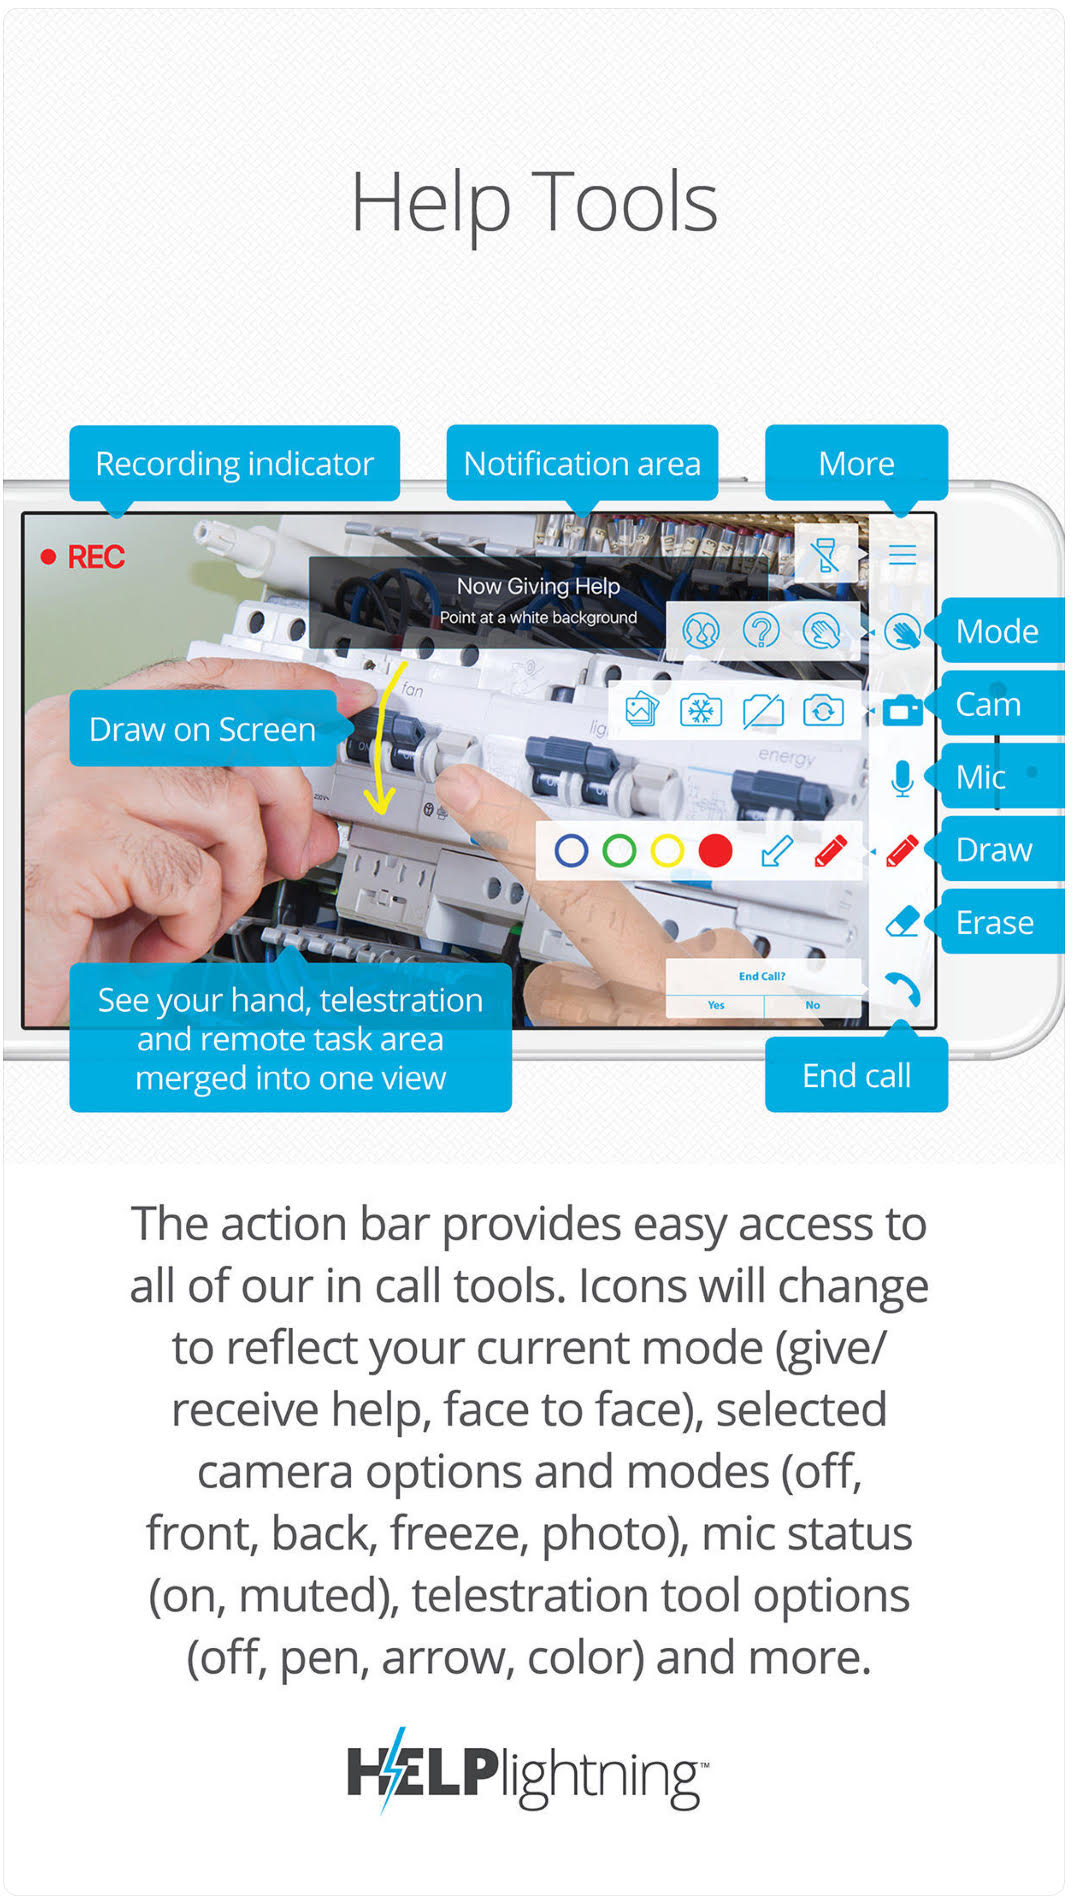 Help Tools
Recording indicator
Notification area
More
REC
Now Giving Help
Point at a white background
Mode
fan
Cam
Draw on Screen
light
energy
Mic
Draw
Erase
End Call?
Yes
No
See your hand, telestration
and remote task area
merged into one view
End call
The action bar provides easy access to
all of our in call tools. Icons will change
to reflect your current mode (give/
receive help, face to face), selected
camera options and modes (off,
front, back, freeze, photo), mic status
(on, muted), telestration tool options
(off, pen, arrow, color) and more.
HELPlightning™